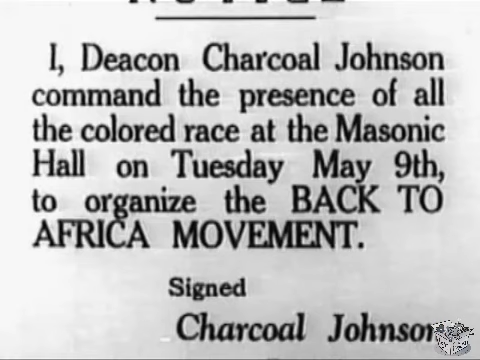 NOTICE
I, Deacon Charcoal Johnson
command the presence of all
the colored race at the Masonic
Hall on Tuesday May 9th,
to organize the BACK TO
AFRICA MOVEMENT.
Signed
Charcoal Johnson